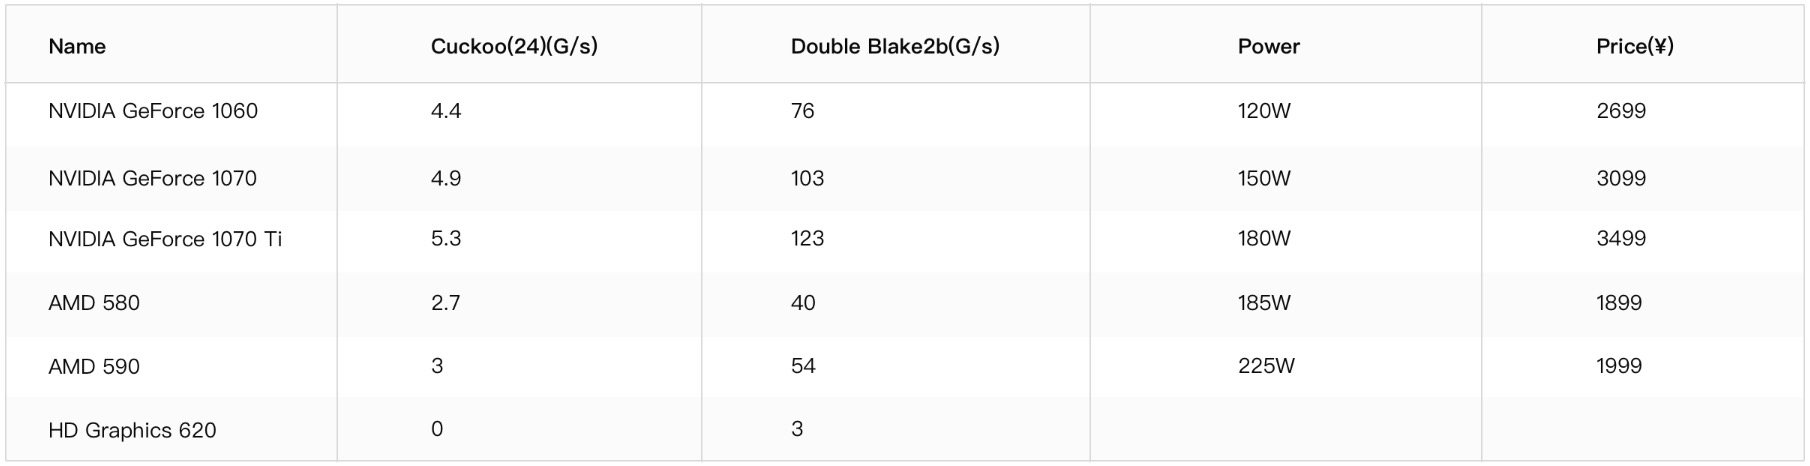 Name Cuckoo(24)(G/s) Double Blake2b(G/s) Power Price(¥)
NVIDIA GeForce 1060 4.4 76 120W 2699
NVIDIA GeForce 1070 4.9 103 150W 3099
NVIDIA GeForce 1070 Ti 5.3 123 180W 3499
AMD 580 2.7 40 185W 1899
AMD 590 3 54 225W 1999
HD Graphics 620 0 3